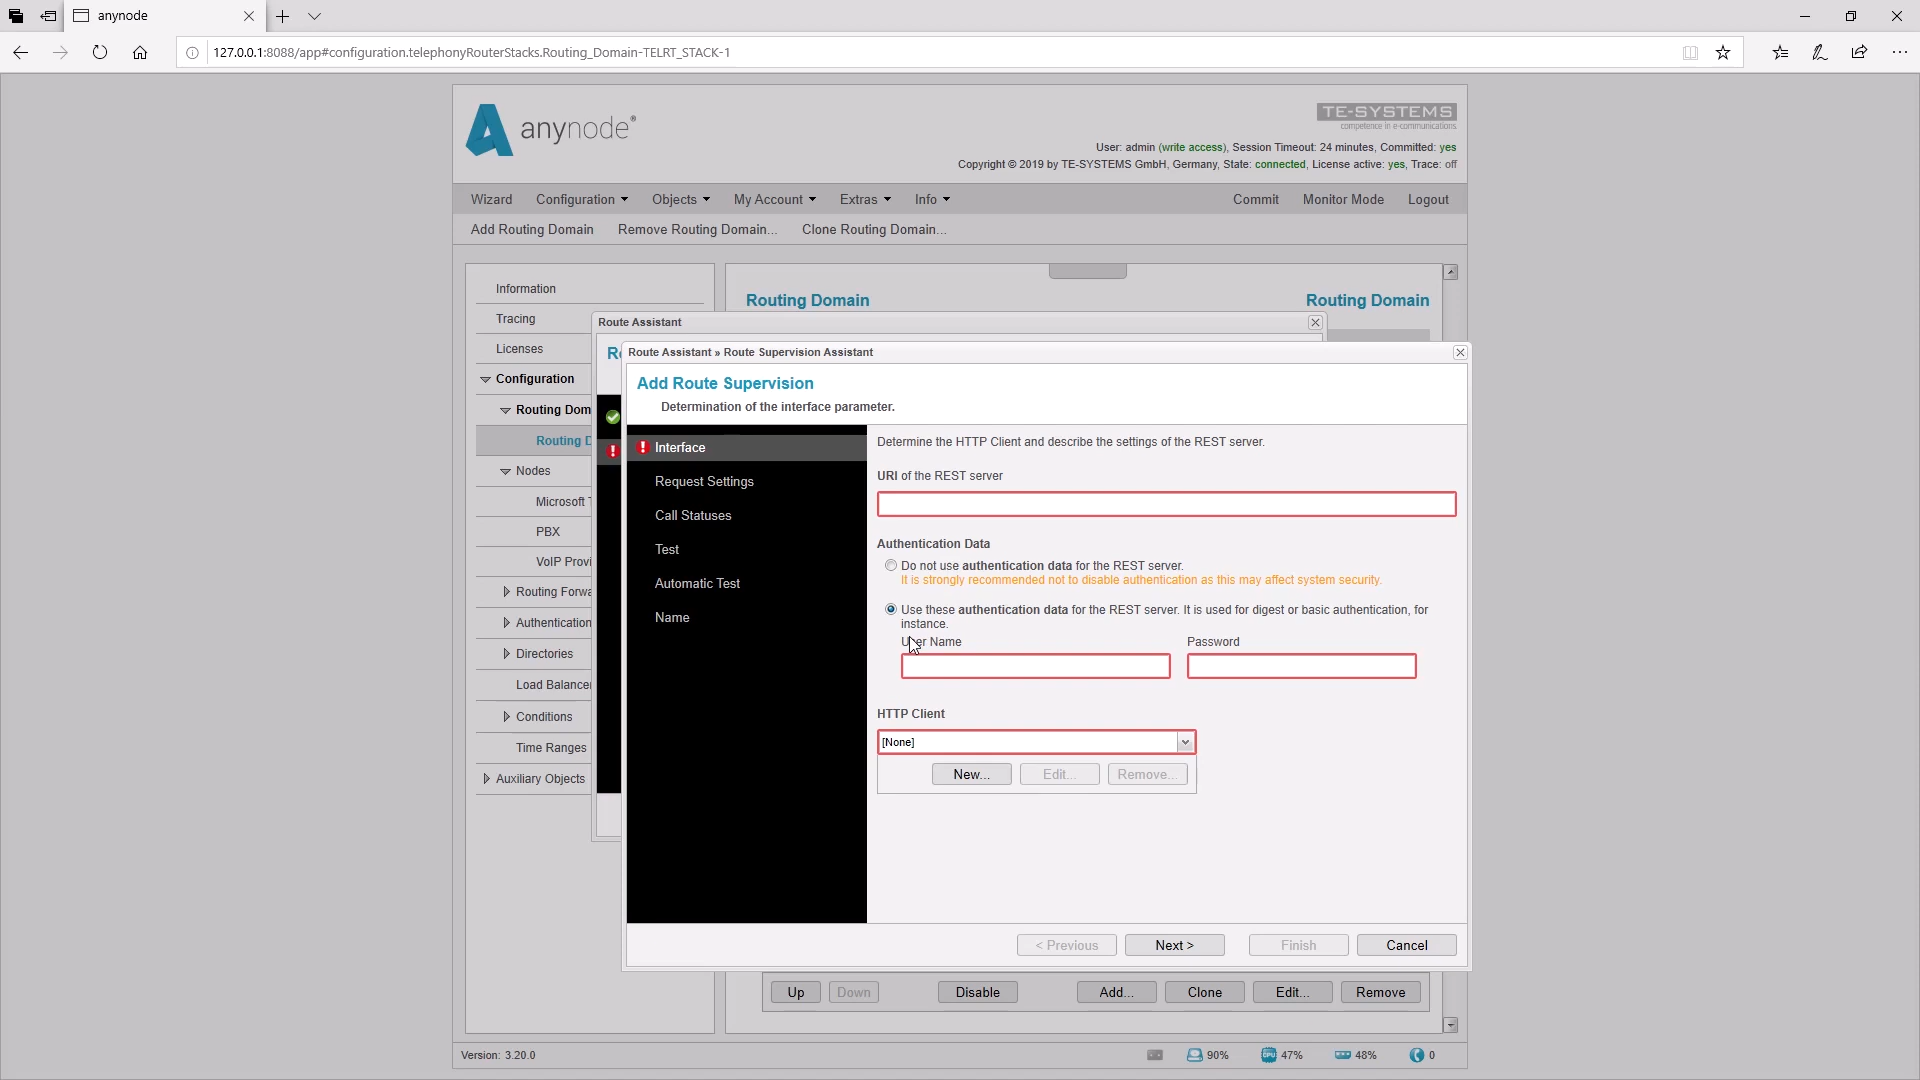 anynode
127.0.0.1:8088/app#configuration.telephonyRouterStacks.Routing_Domain-TELRT_STACK-1
anynode®
TE-SYSTEMS
competence in e-communications.
User: admin (write access), Session Timeout: 24 minutes, Committed: yes
Copyright © 2019 by TE-SYSTEMS GmbH, Germany, State: connected, License active: yes, Trace: off
Wizard Configuration Objects My Account Extras Info Commit Monitor Mode Logout
Add Routing Domain Remove Routing Domain... Clone Routing Domain...
Information
Tracing
Licenses
Configuration
Routing Dom
Routing D
Nodes
Microsoft T
PBX
VoIP Provi
Routing Forwa
Authentication
Directories
Load Balancer
Conditions
Time Ranges
Auxiliary Objects
Routing Domain Routing Domain
Route Assistant
Ro
Route Assistant » Route Supervision Assistant
Add Route Supervision
Determination of the interface parameter.
Interface
Request Settings
Call Statuses
Test
Automatic Test
Name
Determine the HTTP Client and describe the settings of the REST server.
URI of the REST server
Authentication Data
Do not use authentication data for the REST server.
It is strongly recommended not to disable authentication as this may affect system security.
Use these authentication data for the REST server. It is used for digest or basic authentication, for
instance.
User Name Password
HTTP Client
[None]
New... Edit... Remove...
< Previous Next > Finish Cancel
Up Down Disable Add... Clone Edit... Remove
Version: 3.20.0
90% CPU 47% 48% 0